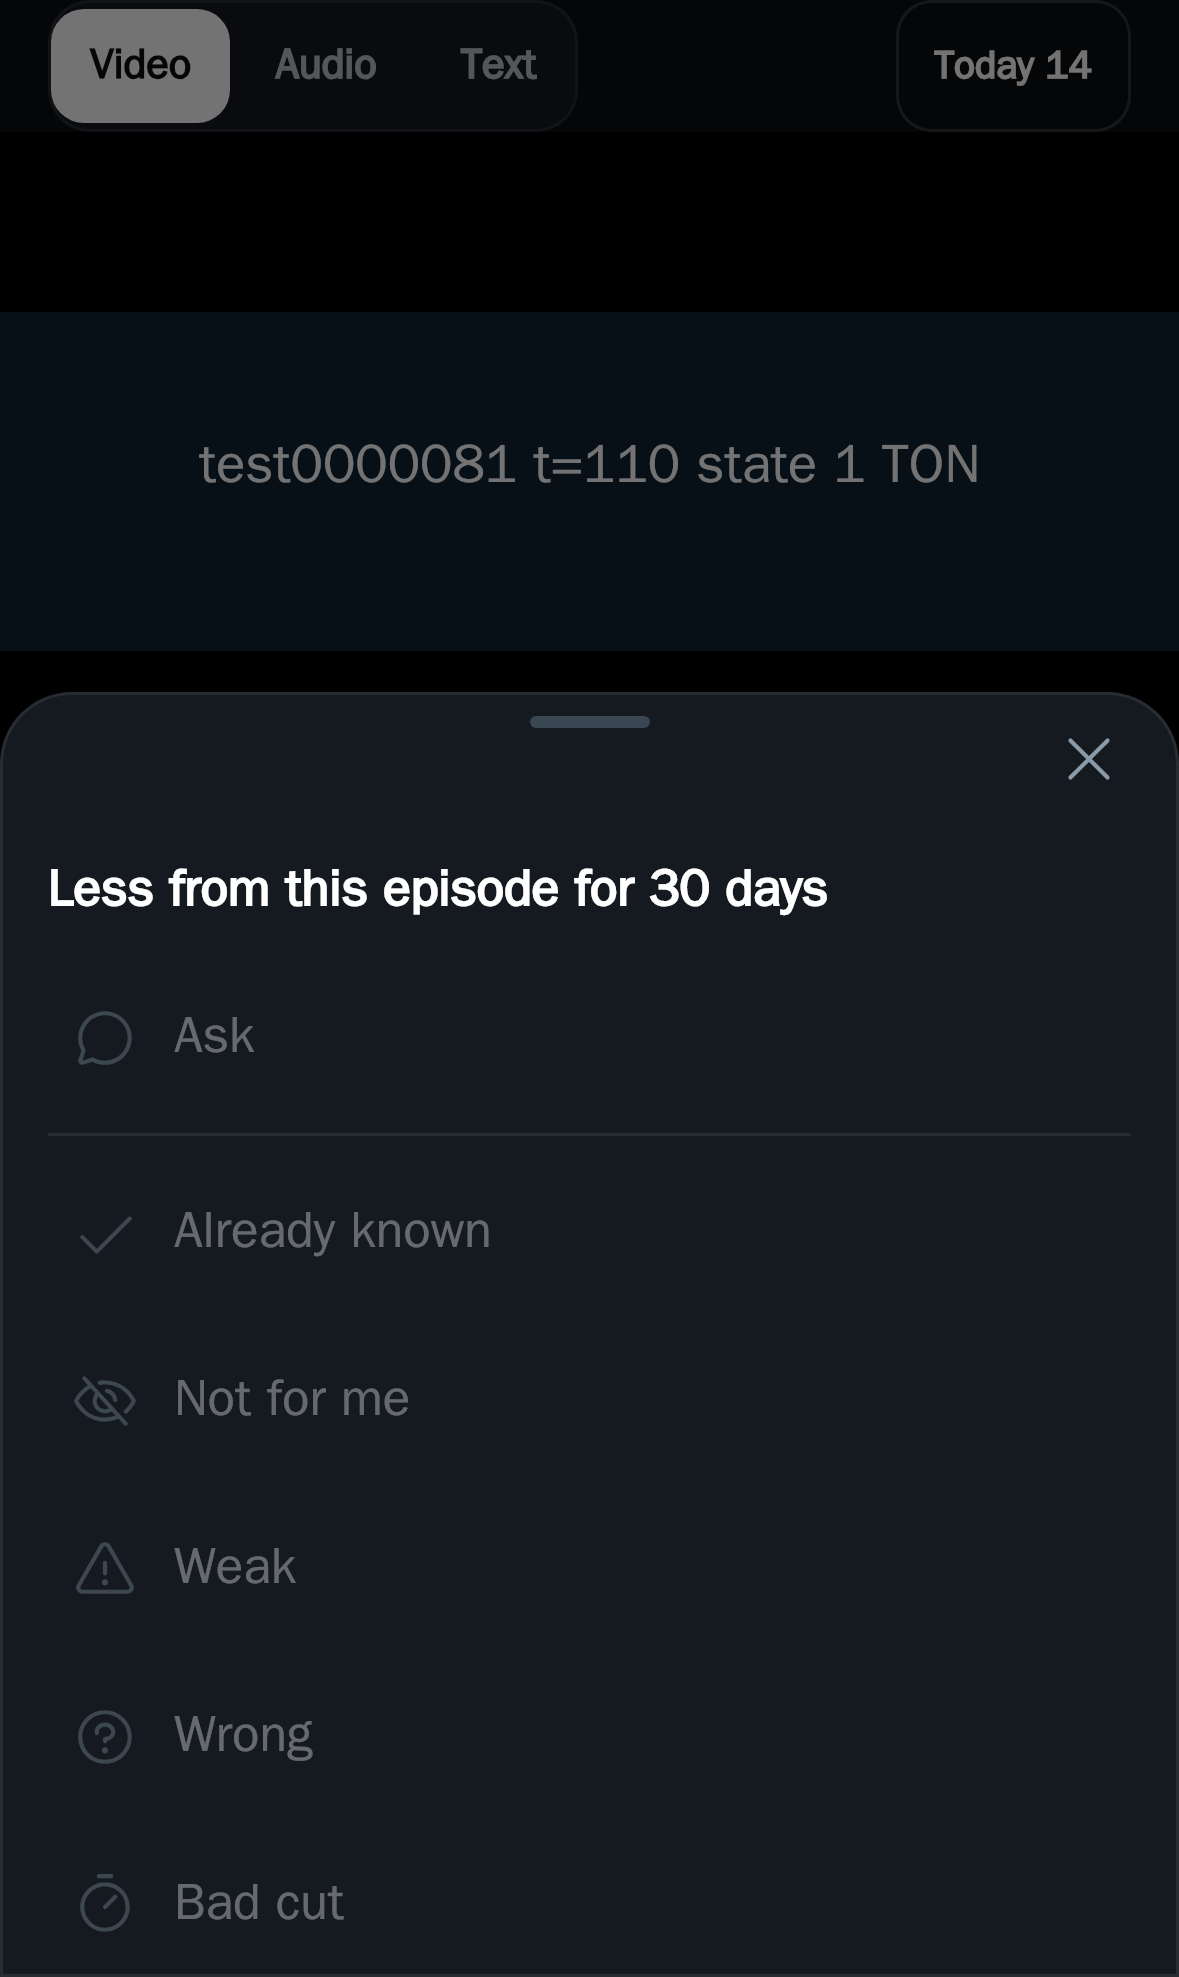 Video Audio Text Today 14
test0000081 t=110 state 1 TON
Less from this episode for 30 days
Ask
Already known
Not for me
Weak
Wrong
Bad cut